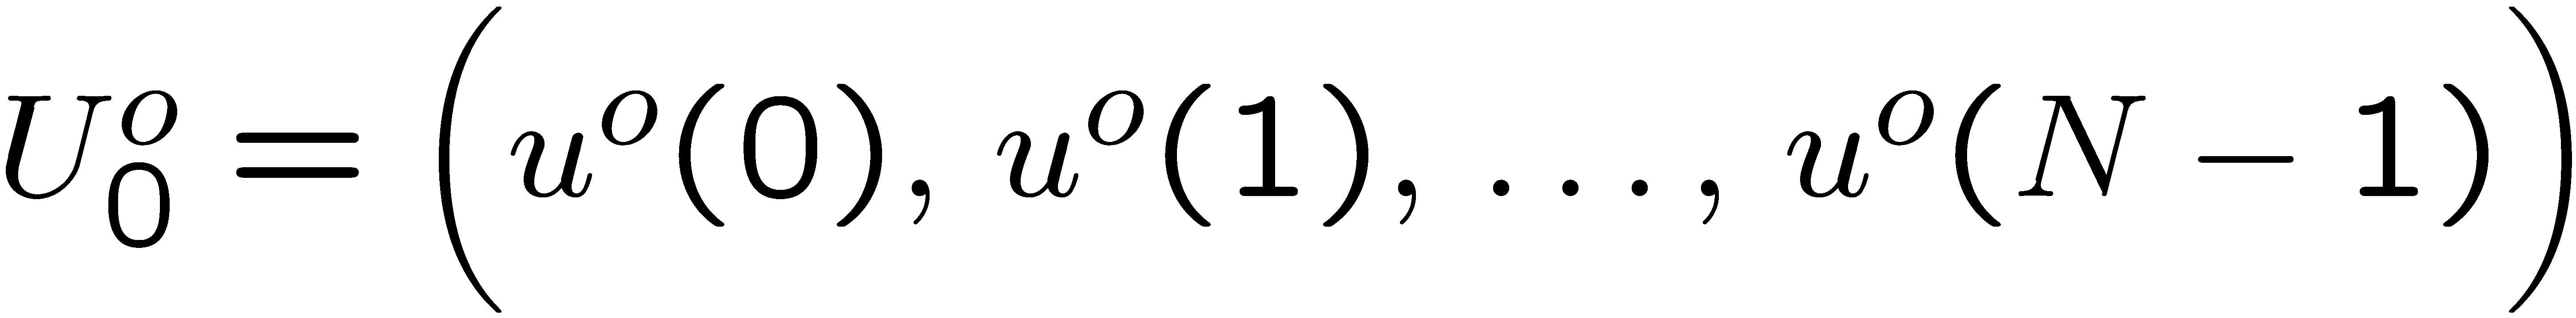 $U_0^o = \left( u^o(0), u^o(1), \ldots, u^o(N-1) \right)$